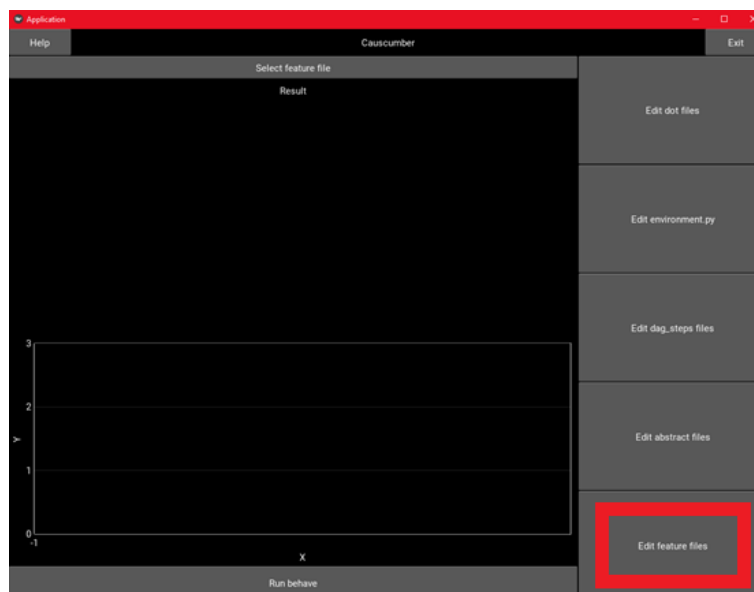 Application
Help
Causcumber
Exit
Select feature file
Result
Edit dot files
Edit environment.py
Edit dag_steps files
3
2
Y
1
0
-1
X
Edit abstract files
Edit feature files
Run behave